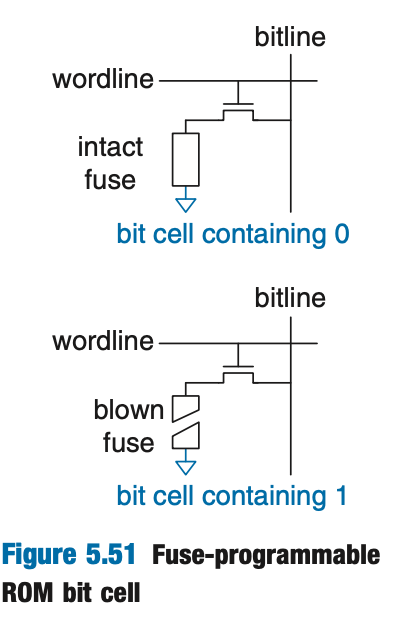 bitline
wordline
intact
fuse
bit cell containing 0
bitline
wordline
blown
fuse
bit cell containing 1
Figure 5.51 Fuse-programmable
ROM bit cell